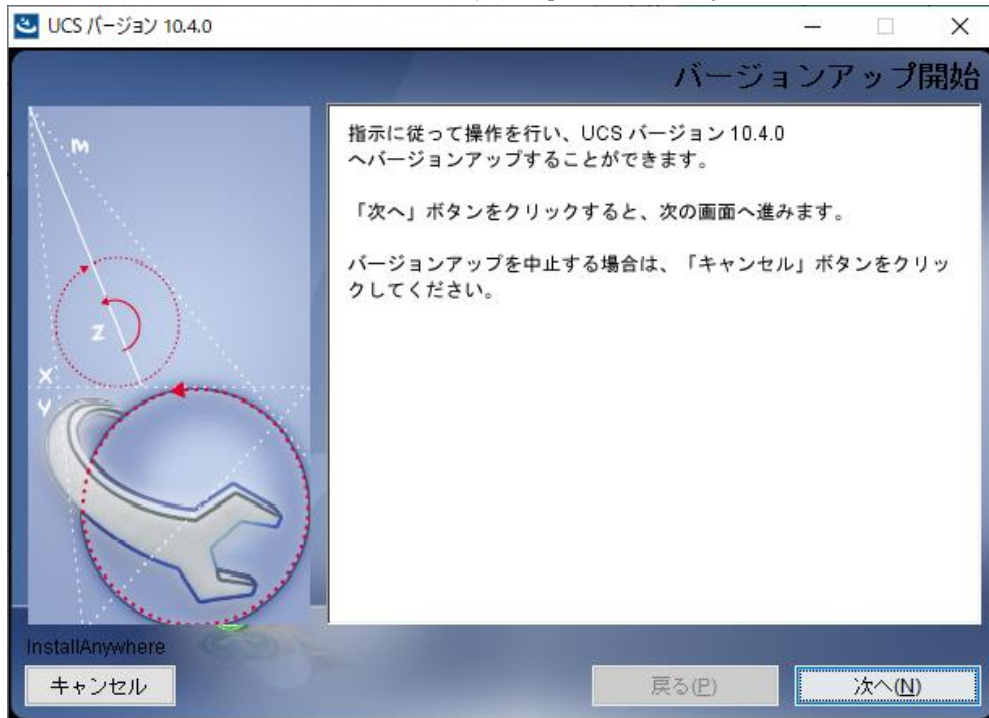 UCS バージョン 10.4.0
バージョンアップ開始
指示に従って操作を行い、UCS バージョン 10.4.0
へバージョンアップすることができます。
「次へ」ボタンをクリックすると、次の画面へ進みます。
バージョンアップを中止する場合は、「キャンセル」ボタンをクリッ
クしてください。
M
Z
X
Y
InstallAnywhere
キャンセル
戻る(P)
次へ(N)